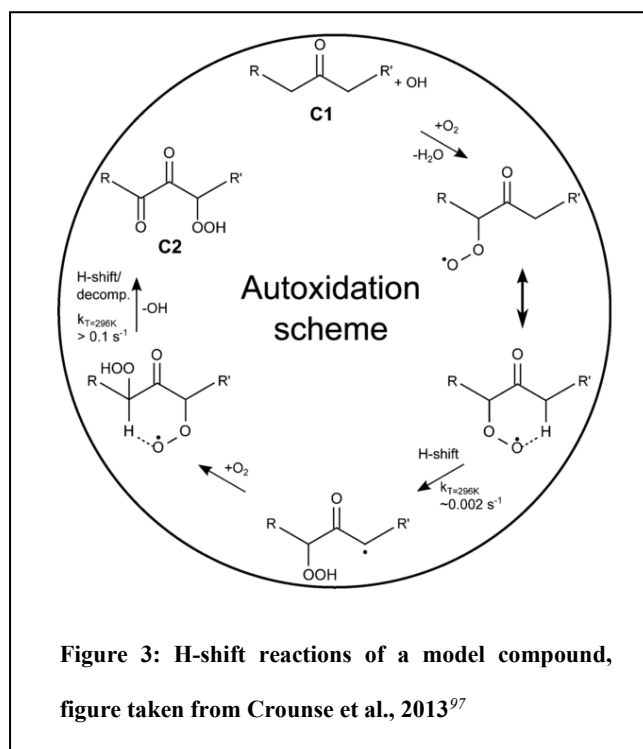 O
R
R'
+ OH
C1
+O₂
-H₂O
O
R
R'
O
•O
Autoxidation
scheme
O
R
R'
O
O•
H
H-shift
kT=296K
~0.002 s⁻¹
O
R
R'
•
OOH
+O₂
HOO
O
R
R'
H
O•
O
H-shift/
decomp.
kT=296K
> 0.1 s⁻¹
-OH
O
R
R'
O
OOH
C2
Figure 3: H-shift reactions of a model compound,
figure taken from Crounse et al., 2013⁹⁷